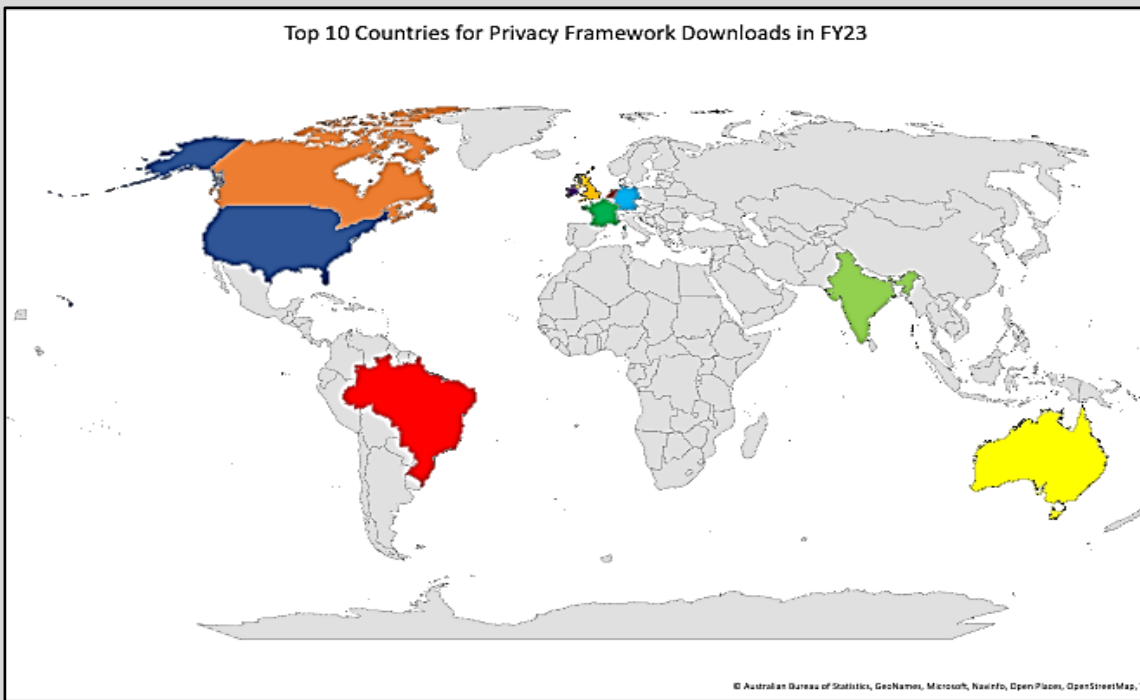 Top 10 Countries for Privacy Framework Downloads in FY23
© Australian Bureau of Statistics, GeoNames, Microsoft, Navinfo, Open Places, OpenStreetMap,